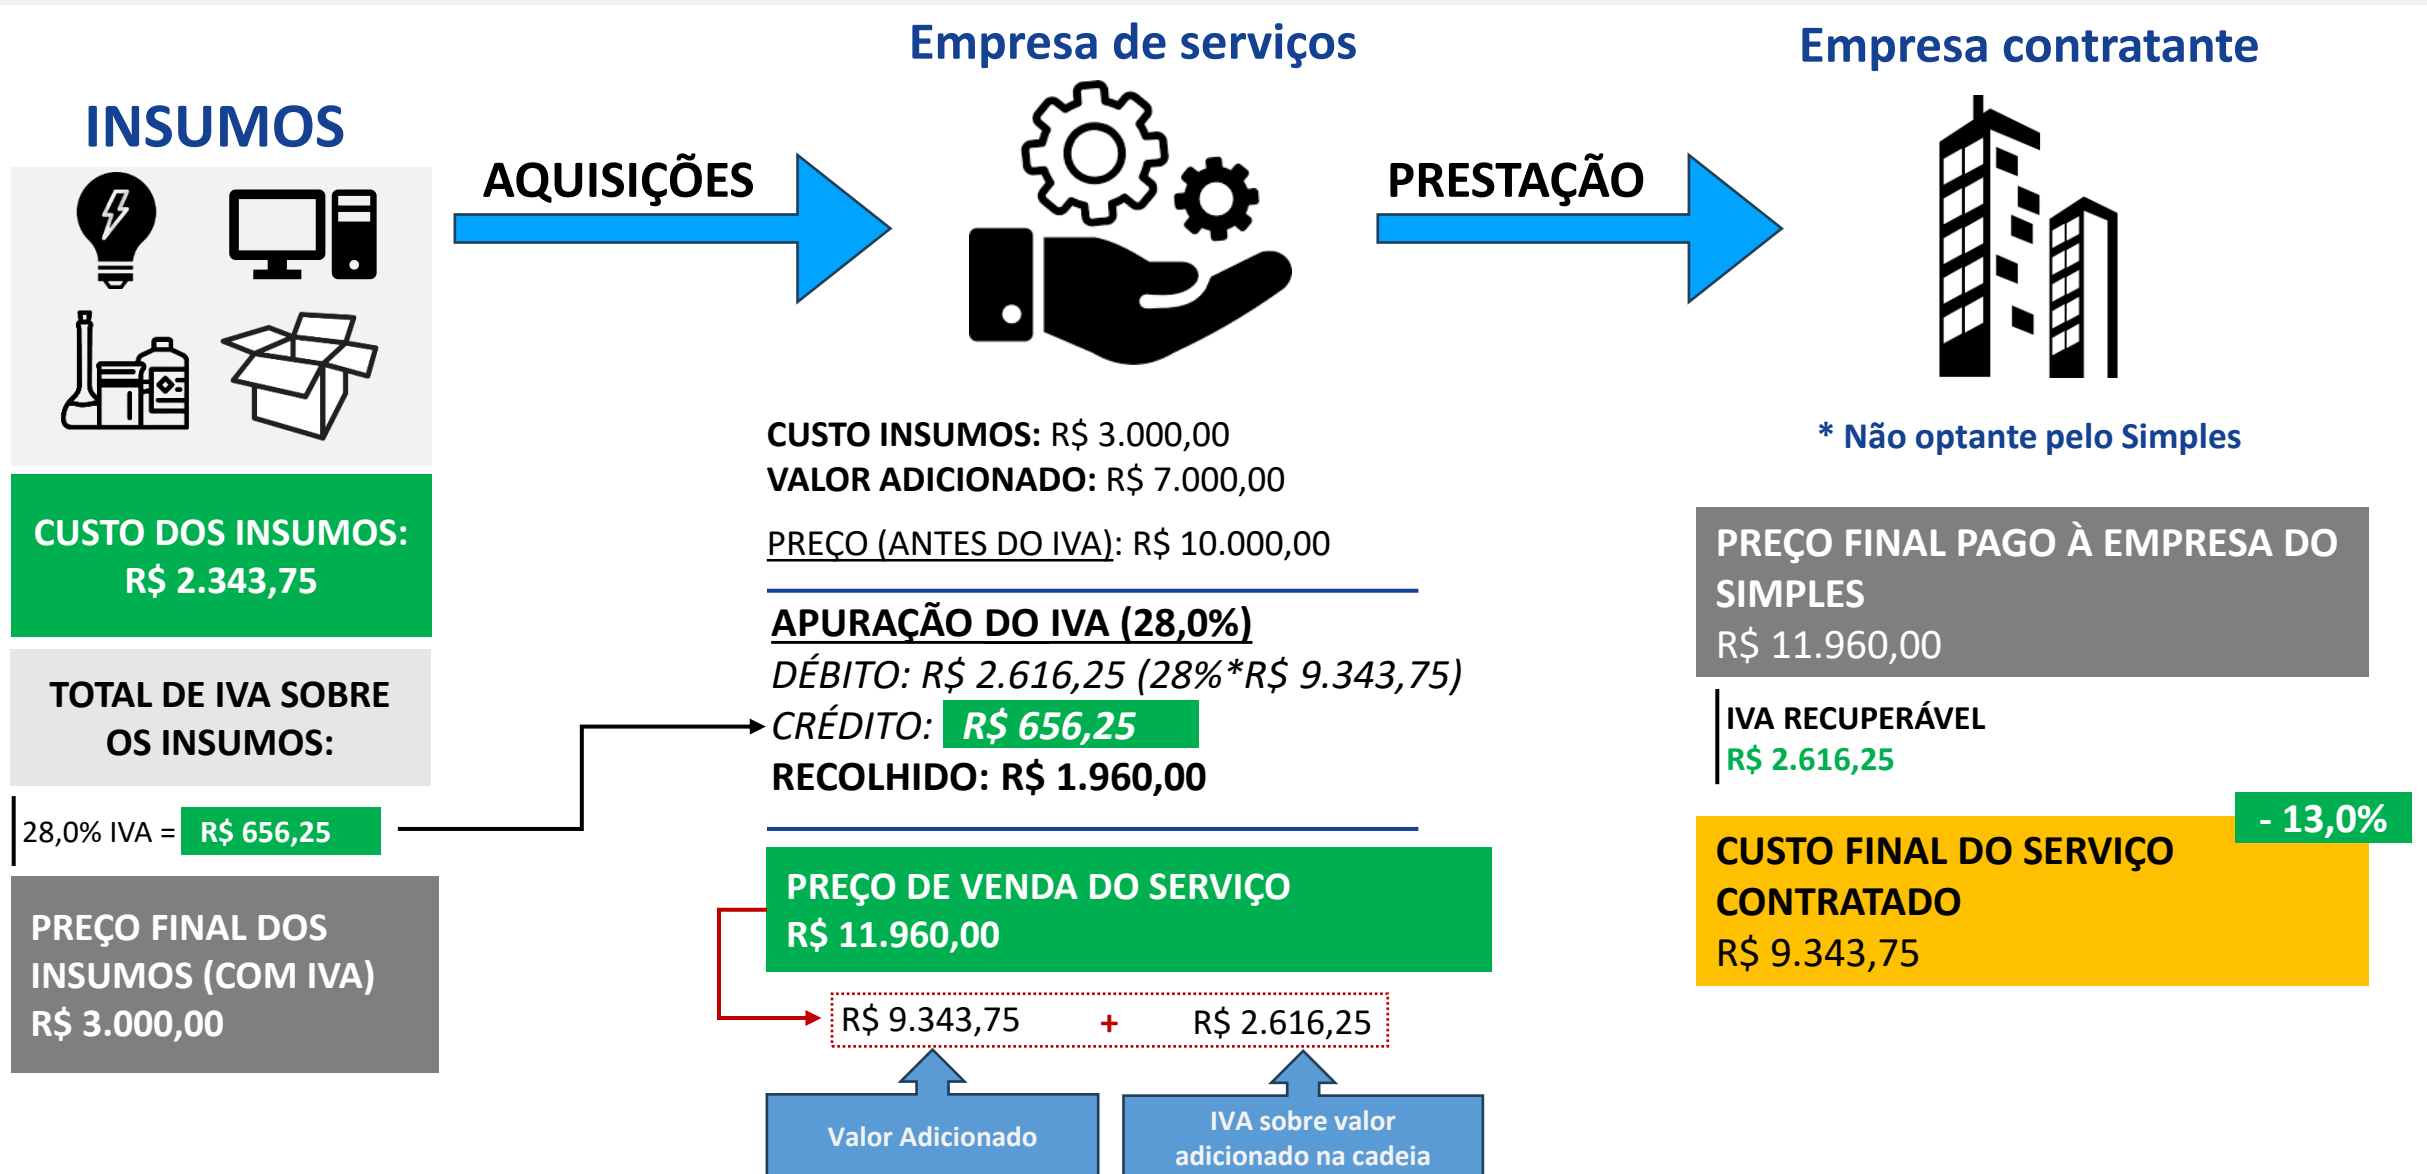 INSUMOS
CUSTO DOS INSUMOS:
R$ 2.343,75
TOTAL DE IVA SOBRE
OS INSUMOS:
28,0% IVA = R$ 656,25
PREÇO FINAL DOS
INSUMOS (COM IVA)
R$ 3.000,00
AQUISIÇÕES
Empresa de serviços
CUSTO INSUMOS: R$ 3.000,00
VALOR ADICIONADO: R$ 7.000,00
PREÇO (ANTES DO IVA): R$ 10.000,00
APURAÇÃO DO IVA (28,0%)
DÉBITO: R$ 2.616,25 (28%*R$ 9.343,75)
CRÉDITO: R$ 656,25
RECOLHIDO: R$ 1.960,00
PREÇO DE VENDA DO SERVIÇO
R$ 11.960,00
R$ 9.343,75 + R$ 2.616,25
Valor Adicionado
IVA sobre valor
adicionado na cadeia
PRESTAÇÃO
Empresa contratante
* Não optante pelo Simples
PREÇO FINAL PAGO À EMPRESA DO
SIMPLES
R$ 11.960,00
IVA RECUPERÁVEL
R$ 2.616,25
- 13,0%
CUSTO FINAL DO SERVIÇO
CONTRATADO
R$ 9.343,75